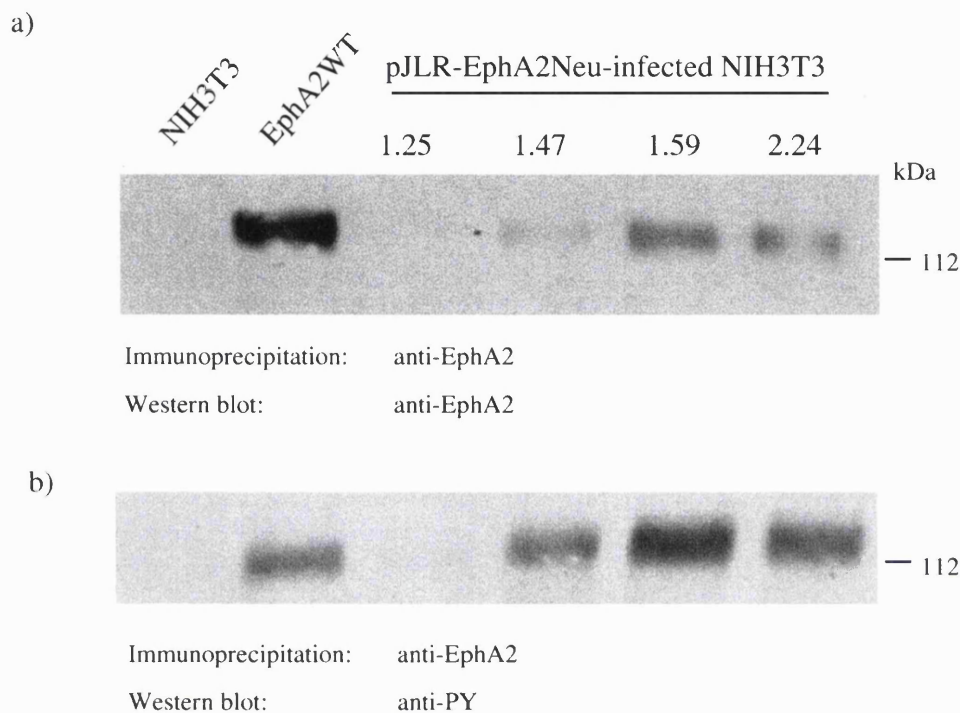 a)
NIH3T3
EphA2WT
pJLR-EphA2Neu-infected NIH3T3
1.25 1.47 1.59 2.24
kDa
112
Immunoprecipitation: anti-EphA2
Western blot: anti-EphA2
b)
112
Immunoprecipitation: anti-EphA2
Western blot: anti-PY